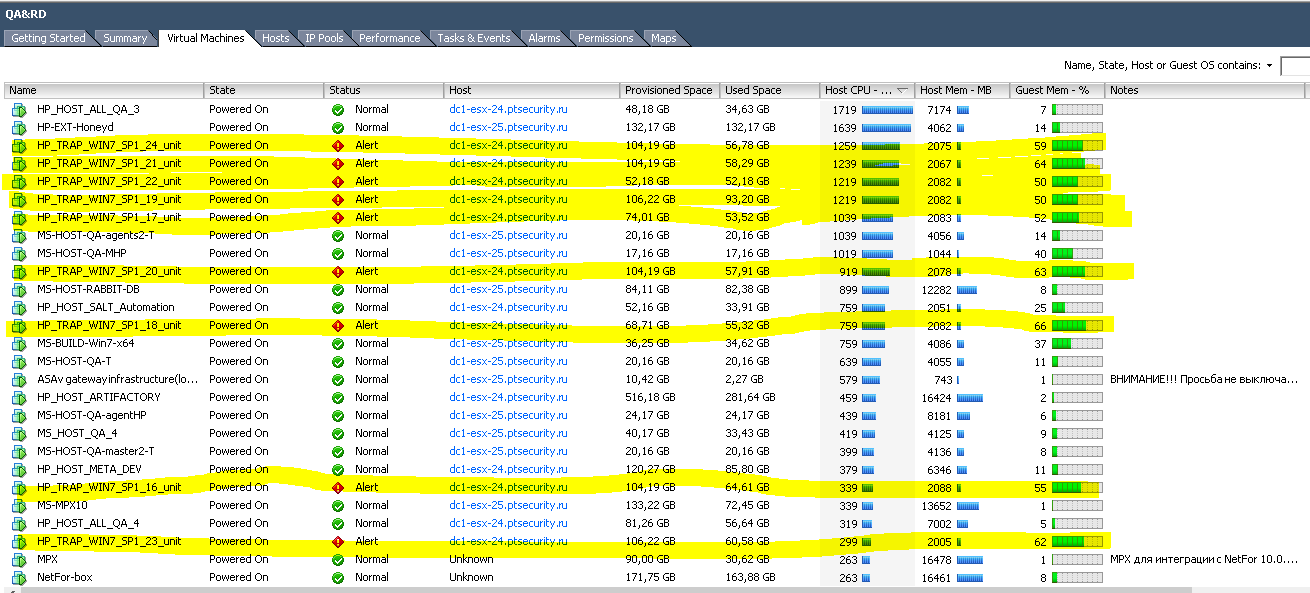 QA&RD
Getting Started Summary Virtual Machines Hosts IP Pools Performance Tasks & Events Alarms Permissions Maps
Name, State, Host or Guest OS contains:
Name State Status Host Provisioned Space Used Space Host CPU - ... Host Mem - MB Guest Mem - % Notes
HP_HOST_ALL_QA_3 Powered On Normal dc1-esx-24.ptsecurity.ru 48,18 GB 34,63 GB 1719 7174 7
HP-EXT-Honeyd Powered On Normal dc1-esx-24.ptsecurity.ru 132,17 GB 132,17 GB 1639 4062 14
HP_TRAP_WIN7_SP1_24_unit Powered On Alert dc1-esx-24.ptsecurity.ru 104,19 GB 56,78 GB 1259 2075 59
HP_TRAP_WIN7_SP1_21_unit Powered On Alert dc1-esx-24.ptsecurity.ru 104,19 GB 58,29 GB 1239 2067 64
HP_TRAP_WIN7_SP1_22_unit Powered On Alert dc1-esx-24.ptsecurity.ru 52,18 GB 52,18 GB 1219 2082 50
HP_TRAP_WIN7_SP1_19_unit Powered On Alert dc1-esx-24.ptsecurity.ru 106,22 GB 93,20 GB 1219 2082 50
HP_TRAP_WIN7_SP1_17_unit Powered On Alert dc1-esx-24.ptsecurity.ru 74,01 GB 53,52 GB 1039 2083 52
MS-HOST-QA-agents2-T Powered On Normal dc1-esx-25.ptsecurity.ru 20,16 GB 20,16 GB 1039 4056 14
MS-HOST-QA-MHP Powered On Normal dc1-esx-25.ptsecurity.ru 17,16 GB 17,16 GB 1019 1044 40
HP_TRAP_WIN7_SP1_20_unit Powered On Alert dc1-esx-24.ptsecurity.ru 104,19 GB 57,91 GB 919 2078 63
MS-HOST-RABBIT-DB Powered On Normal dc1-esx-25.ptsecurity.ru 84,11 GB 82,38 GB 899 12282 8
HP_HOST_SALT_Automation Powered On Normal dc1-esx-24.ptsecurity.ru 52,16 GB 33,91 GB 759 2051 25
HP_TRAP_WIN7_SP1_18_unit Powered On Alert dc1-esx-24.ptsecurity.ru 68,71 GB 55,32 GB 759 2082 66
MS-BUILD-Win7-x64 Powered On Normal dc1-esx-25.ptsecurity.ru 36,25 GB 34,62 GB 759 4086 37
MS-HOST-QA-T Powered On Normal dc1-esx-25.ptsecurity.ru 20,16 GB 20,16 GB 639 4055 11
ASAv gateway infrastructure(lo... Powered On Normal dc1-esx-24.ptsecurity.ru 10,42 GB 2,27 GB 579 743 1 ВНИМАНИЕ!!! Просьба не выключа...
HP_HOST_ARTIFACTORY Powered On Normal dc1-esx-24.ptsecurity.ru 516,18 GB 281,64 GB 459 16424 2
MS-HOST-QA-agentHP Powered On Normal dc1-esx-25.ptsecurity.ru 24,17 GB 24,17 GB 439 8181 6
MS_HOST_QA_4 Powered On Normal dc1-esx-25.ptsecurity.ru 40,17 GB 33,43 GB 419 4125 9
MS-HOST-QA-master2-T Powered On Normal dc1-esx-25.ptsecurity.ru 20,16 GB 20,16 GB 399 4136 8
HP_HOST_META_DEV Powered On Normal dc1-esx-24.ptsecurity.ru 120,27 GB 85,80 GB 379 6346 11
HP_TRAP_WIN7_SP1_16_unit Powered On Alert dc1-esx-24.ptsecurity.ru 104,19 GB 64,61 GB 339 2088 55
MS-MPX10 Powered On Normal dc1-esx-25.ptsecurity.ru 133,22 GB 72,45 GB 339 13652 1
HP_HOST_ALL_QA_4 Powered On Normal dc1-esx-24.ptsecurity.ru 81,26 GB 56,64 GB 319 7002 5
HP_TRAP_WIN7_SP1_23_unit Powered On Alert dc1-esx-24.ptsecurity.ru 106,22 GB 60,58 GB 299 2005 62
MPX Powered On Normal Unknown 90,00 GB 30,62 GB 263 16478 1 MPX для интеграции с NetFor 10.0....
NetFor-box Powered On Normal Unknown 171,75 GB 163,88 GB 263 16461 8